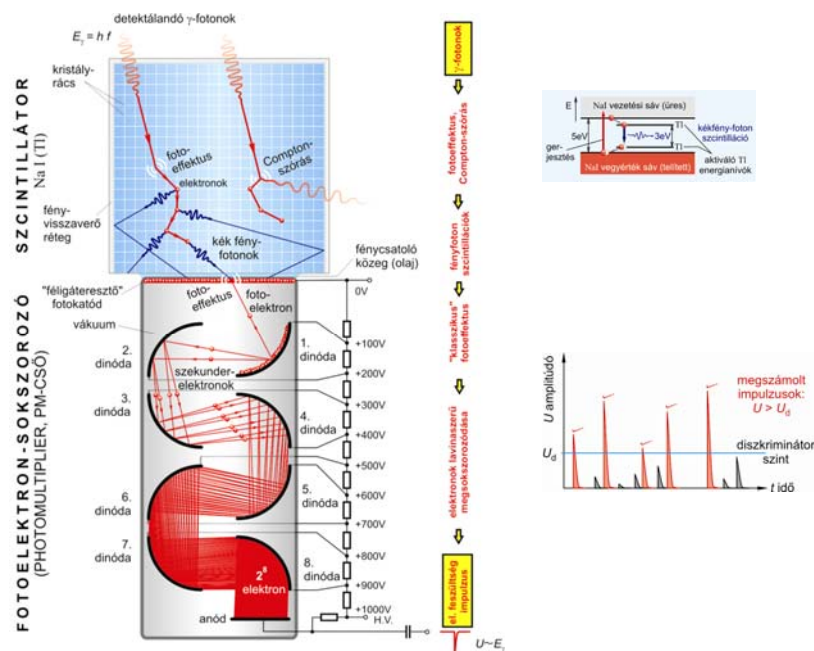 detektálandó γ-fotonok
Eᵧ = h f
kristály-
rács
foto-
effektus
Compton-
szórás
elektronok
fény-
visszaverő
réteg
kék fény-
fotonok
SZCINTILLÁTOR
Na I (Tl)
fénycsatoló
közeg (olaj)
"féligáteresztő"
fotokatód
foto-
effektus
foto-
elektron
0V
vákuum
1.
dinóda
+100V
2.
dinóda
+200V
szekunder-
elektronok
3.
dinóda
+300V
4.
dinóda
+400V
+500V
5.
dinóda
+600V
6.
dinóda
+700V
7.
dinóda
+800V
8.
dinóda
+900V
2⁸
elektron
+1000V
H.V.
anód
FOTOELEKTRON-SOKSZOROZÓ
(PHOTOMULTIPLIER, PM-CSŐ)
γ-fotonok
fotoeffektus,
Compton-szórás
fényfoton
szcintillációk
"klasszikus"
fotoeffektus
elektronok lavinaszerű
megsokszorozódása
el. feszültség
impulzus
U~Eᵧ
E
NaI vezetési sáv (üres)
5eV
~3eV
Tl
Tl
ger-
jesztés
NaI vegyérték sáv (telített)
kékfény-foton
szcintilláció
aktiváló Tl
energianívók
U amplitúdó
U_d
megszámolt
impulzusok:
U > U_d
diszkriminátor
szint
t idő